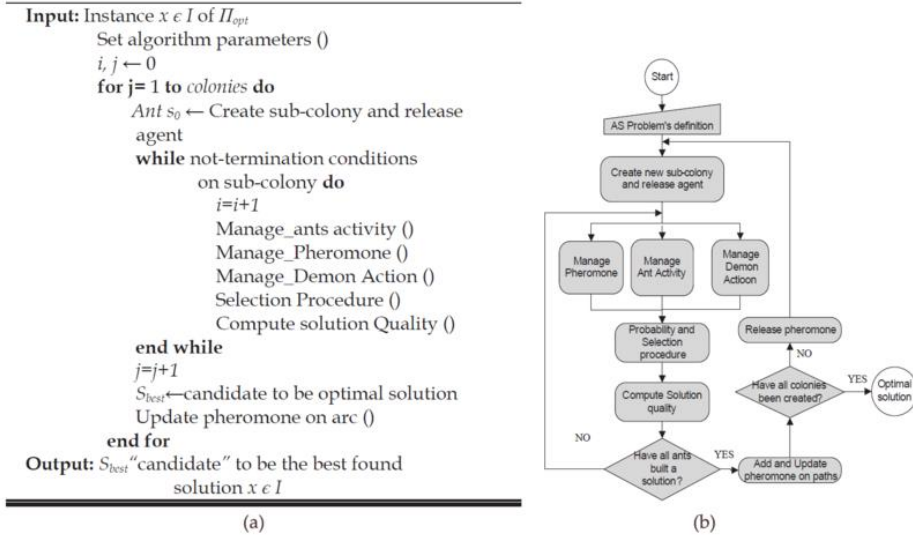 Input: Instance x ϵ I of Π_opt
Set algorithm parameters ()
i, j ← 0
for j= 1 to colonies do
Ant s_0 ← Create sub-colony and release
agent
while not-termination conditions
on sub-colony do
i=i+1
Manage_ants activity ()
Manage_Pheromone ()
Manage_Demon Action ()
Selection Procedure ()
Compute solution Quality ()
end while
j=j+1
S_best←candidate to be optimal solution
Update pheromone on arc ()
end for
Output: S_best "candidate" to be the best found
solution x ϵ I
(a)
Start
AS Problem's definition
Create new sub-colony
and release agent
Manage
Pheromone
Manage
Ant Activity
Manage
Demon
Actioon
Probability and
Selection
procedure
Compute Solution
quality
NO
Have all ants
built a
solution?
YES
Add and Update
pheromone on paths
Have all colonies
been created?
NO
Release pheromone
YES
Optimal
solution
(b)